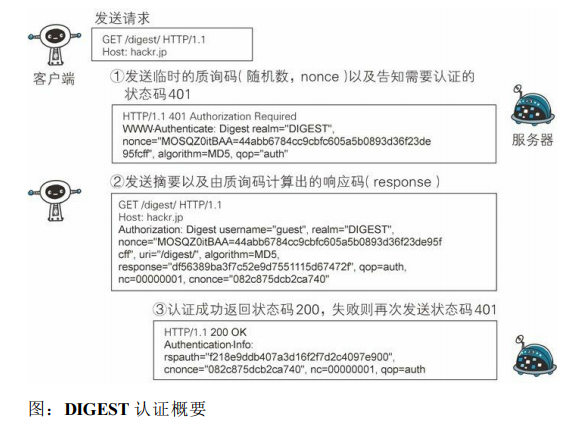 发送请求
GET /digest/ HTTP/1.1
Host: hackr.jp
客户端
①发送临时的质询码(随机数，nonce)以及告知需要认证的
状态码401
HTTP/1.1 401 Authorization Required
WWW-Authenticate: Digest realm="DIGEST",
nonce="MOSQZ0itBAA=44abb6784cc9cbfc605a5b0893d36f23de
95fcff", algorithm=MD5, qop="auth"
服务器
②发送摘要以及由质询码计算出的响应码(response)
GET /digest/ HTTP/1.1
Host: hackr.jp
Authorization: Digest username="guest", realm="DIGEST",
nonce="MOSQZ0itBAA=44abb6784cc9cbfc605a5b0893d36f23de95f
cff", uri="/digest/", algorithm=MD5,
response="df56389ba3f7c52e9d7551115d67472f", qop=auth,
nc=00000001, cnonce="082c875dcb2ca740"
③认证成功返回状态码200，失败则再次发送状态码401
HTTP/1.1 200 OK
Authentication-Info:
rspauth="f218e9ddb407a3d16f2f7d2c4097e900",
cnonce="082c875dcb2ca740", nc=00000001, qop=auth
图：DIGEST 认证概要